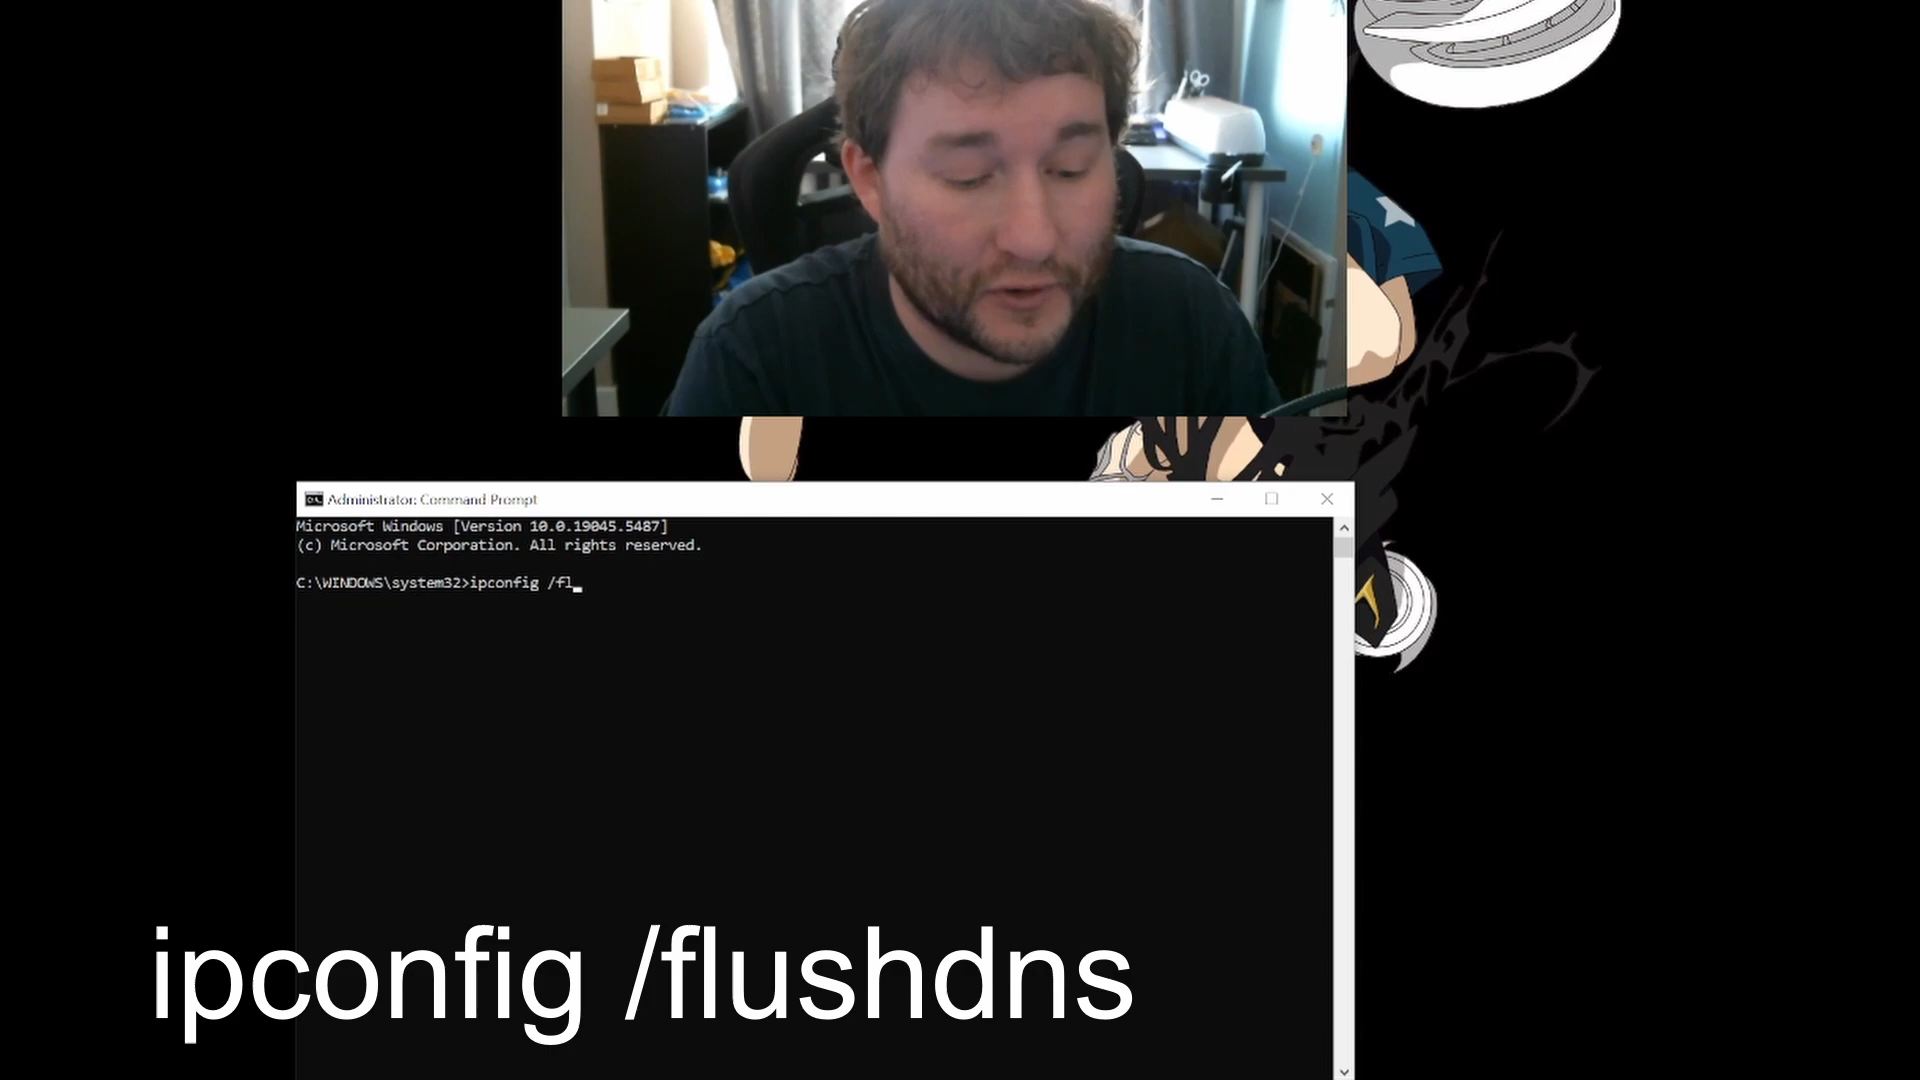 Administrator: Command Prompt
Microsoft Windows [Version 10.0.19045.5487]
(c) Microsoft Corporation. All rights reserved.
C:\WINDOWS\system32>ipconfig /fl_
ipconfig /flushdns